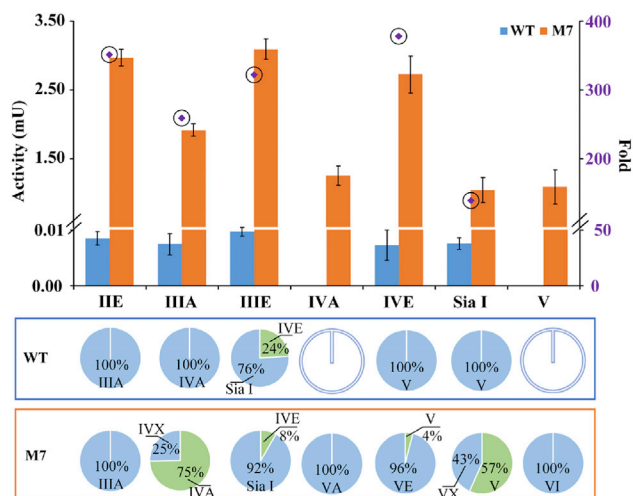 3.50
2.50
1.50
0.01
0.00
Activity (mU)
WT M7
400
300
200
50
0
Fold
IIE IIIA IIIE IVA IVE Sia I V
WT
100%
IIIA
100%
IVA
IVE
24%
76%
Sia I
100%
V
100%
V
M7
100%
IIIA
IVX
25%
75%
IVA
IVE
8%
92%
Sia I
100%
VA
V
4%
96%
VE
43%
VX
57%
V
100%
VI